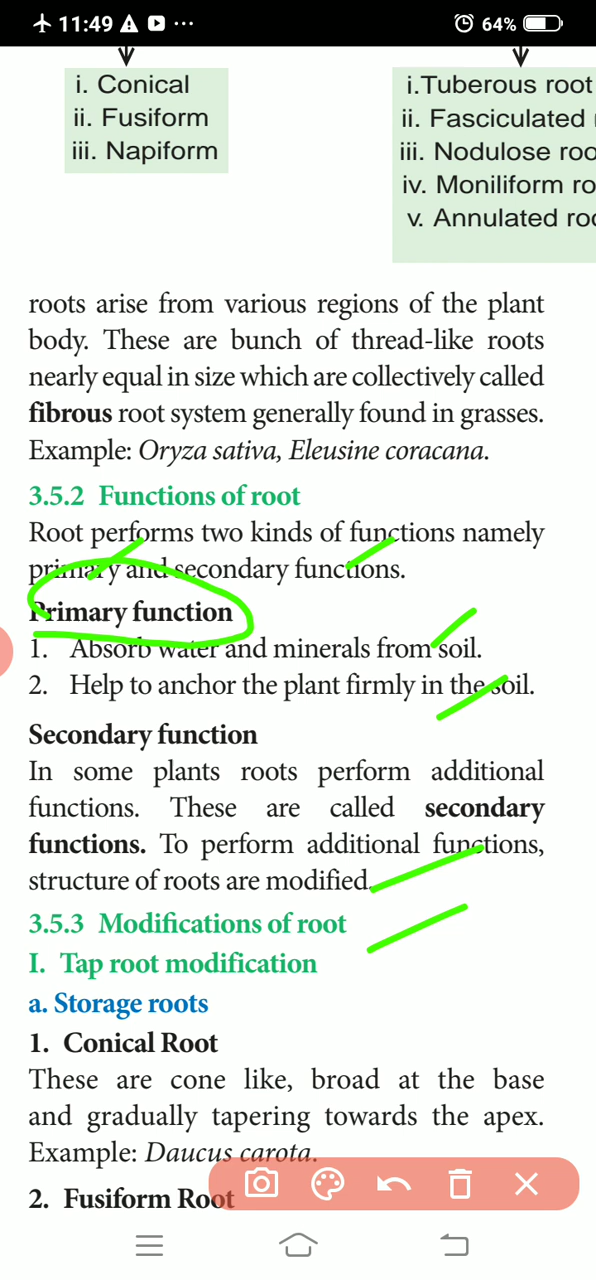 11:49
64%
i. Conical
ii. Fusiform
iii. Napiform
i.Tuberous root
ii. Fasciculated
iii. Nodulose roo
iv. Moniliform ro
v. Annulated roo
roots arise from various regions of the plant
body. These are bunch of thread-like roots
nearly equal in size which are collectively called
fibrous root system generally found in grasses.
Example: Oryza sativa, Eleusine coracana.
3.5.2 Functions of root
Root performs two kinds of functions namely
primary and secondary functions.
Primary function
1. Absorb water and minerals from soil.
2. Help to anchor the plant firmly in the soil.
Secondary function
In some plants roots perform additional
functions. These are called secondary
functions. To perform additional functions,
structure of roots are modified.
3.5.3 Modifications of root
I. Tap root modification
a. Storage roots
1. Conical Root
These are cone like, broad at the base
and gradually tapering towards the apex.
Example: Daucus carota.
2. Fusiform Root